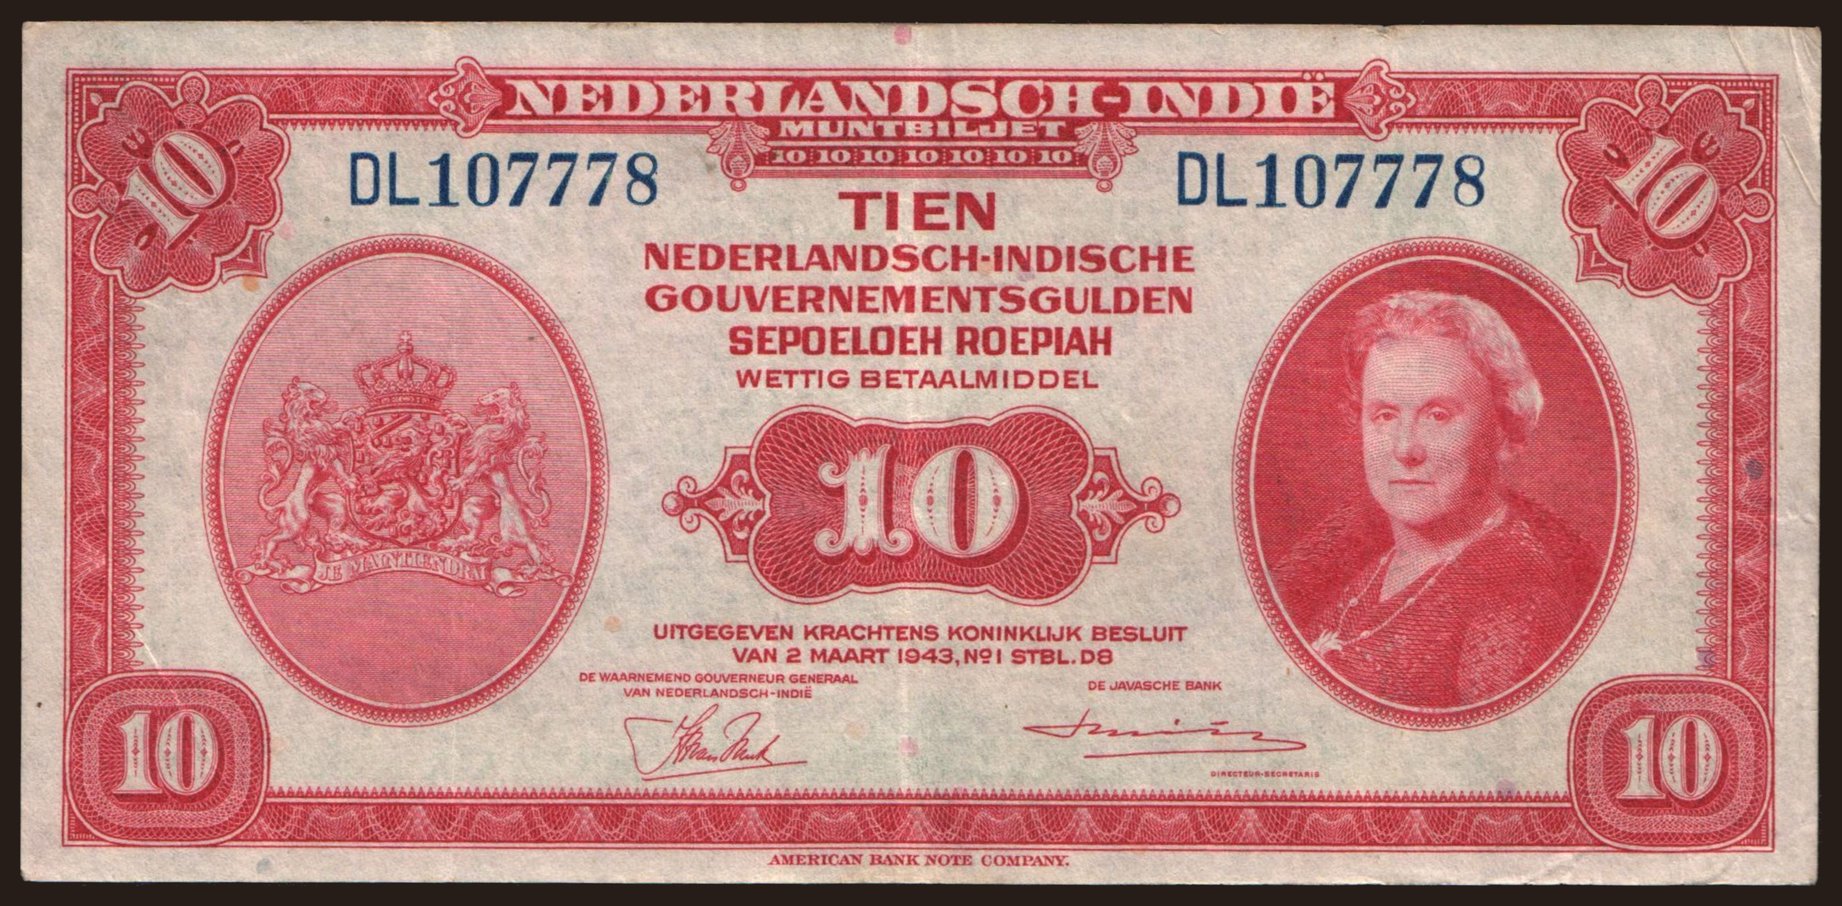 NEDERLANDSCH-INDIË
MUNTBILJET
10 10 10 10 10 10 10
10
10
DL107778
DL107778
TIEN
NEDERLANDSCH-INDISCHE
GOUVERNEMENTSGULDEN
SEPOELOEH ROEPIAH
WETTIG BETAALMIDDEL
10
JE MAINTIENDRAI
UITGEGEVEN KRACHTENS KONINKLIJK BESLUIT
VAN 2 MAART 1943, Nº 1 STBL. D8
DE WAARNEMEND GOUVERNEUR GENERAAL
VAN NEDERLANDSCH-INDIË
DE JAVASCHE BANK
DIRECTEUR-SECRETARIS
10
10
AMERICAN BANK NOTE COMPANY.